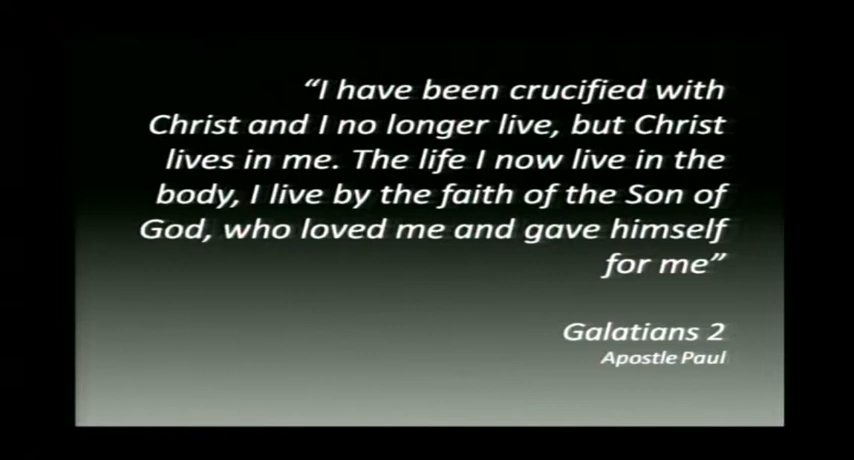 “I have been crucified with
Christ and I no longer live, but Christ
lives in me. The life I now live in the
body, I live by the faith of the Son of
God, who loved me and gave himself
for me”
Galatians 2
Apostle Paul